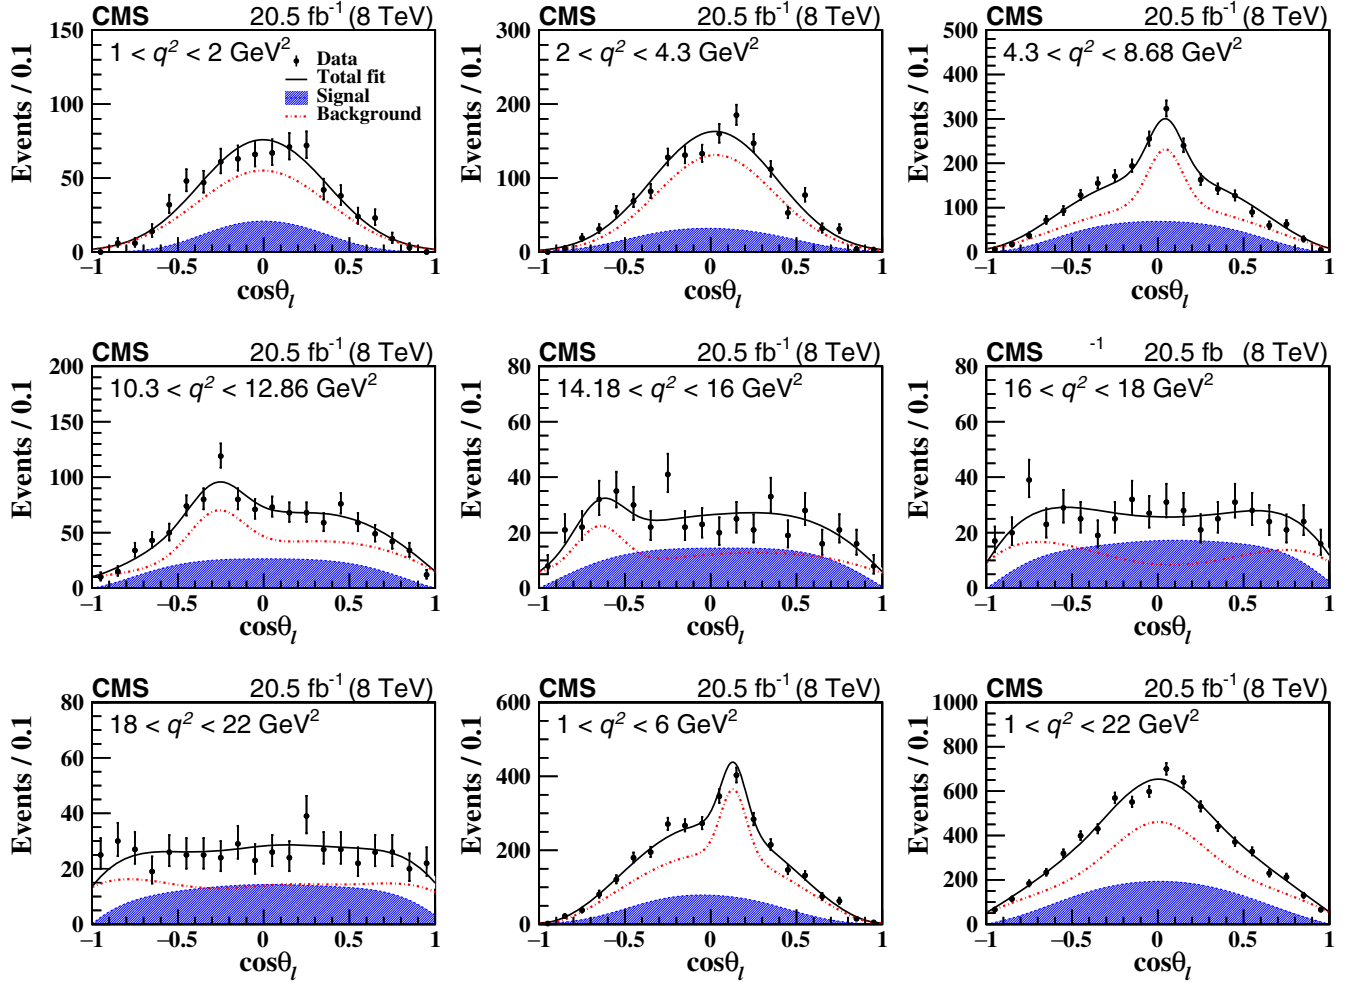 CMS 20.5 fb-1 (8 TeV)
Events / 0.1
150
100
50
0
1 < q2 < 2 GeV2
Data
Total fit
Signal
Background
−1 −0.5 0 0.5 1
cosθl
CMS 20.5 fb-1 (8 TeV)
Events / 0.1
300
200
100
0
2 < q2 < 4.3 GeV2
−1 −0.5 0 0.5 1
cosθl
CMS 20.5 fb-1 (8 TeV)
Events / 0.1
500
400
300
200
100
0
4.3 < q2 < 8.68 GeV2
−1 −0.5 0 0.5 1
cosθl
CMS 20.5 fb-1 (8 TeV)
Events / 0.1
200
150
100
50
0
10.3 < q2 < 12.86 GeV2
−1 −0.5 0 0.5 1
cosθl
CMS 20.5 fb-1 (8 TeV)
Events / 0.1
80
60
40
20
0
14.18 < q2 < 16 GeV2
−1 −0.5 0 0.5 1
cosθl
CMS -1 20.5 fb (8 TeV)
Events / 0.1
80
60
40
20
0
16 < q2 < 18 GeV2
−1 −0.5 0 0.5 1
cosθl
CMS 20.5 fb-1 (8 TeV)
Events / 0.1
80
60
40
20
0
18 < q2 < 22 GeV2
−1 −0.5 0 0.5 1
cosθl
CMS 20.5 fb-1 (8 TeV)
Events / 0.1
600
400
200
0
1 < q2 < 6 GeV2
−1 −0.5 0 0.5 1
cosθl
CMS 20.5 fb-1 (8 TeV)
Events / 0.1
1000
800
600
400
200
0
1 < q2 < 22 GeV2
−1 −0.5 0 0.5 1
cosθl